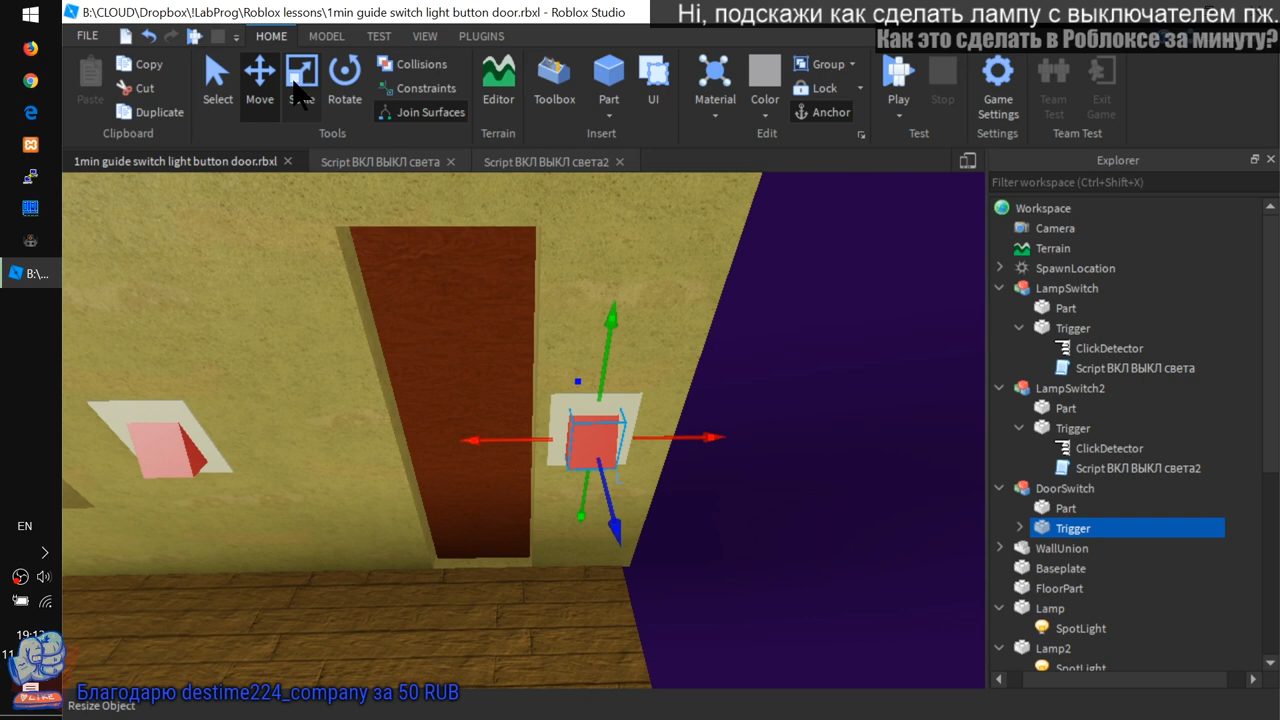 B:\CLOUD\Dropbox\!LabProg\Roblox lessons\1min guide switch light button door.rbxl - Roblox Studio
Hi, подскажи как сделать лампу с выключателем пж.
Как это сделать в Роблоксе за минуту?
FILE HOME MODEL TEST VIEW PLUGINS
Paste Copy Cut Duplicate Select Move Rotate Collisions Constraints Join Surfaces Editor Toolbox Part UI Material Color Group Lock Anchor Play Stop Game Settings Team Test Exit Game
Clipboard Tools Terrain Insert Edit Test Settings Team Test
1min guide switch light button door.rbxl Script ВКЛ ВЫКЛ света Script ВКЛ ВЫКЛ света2
Explorer
Filter workspace (Ctrl+Shift+X)
Workspace
Camera
Terrain
SpawnLocation
LampSwitch
Part
Trigger
ClickDetector
Script ВКЛ ВЫКЛ света
LampSwitch2
Part
Trigger
ClickDetector
Script ВКЛ ВЫКЛ света2
DoorSwitch
Part
Trigger
WallUnion
Baseplate
FloorPart
Lamp
SpotLight
Lamp2
SpotLight
B:\...
EN
LIKE
Благодарю destime224_company за 50 RUB
Resize Object